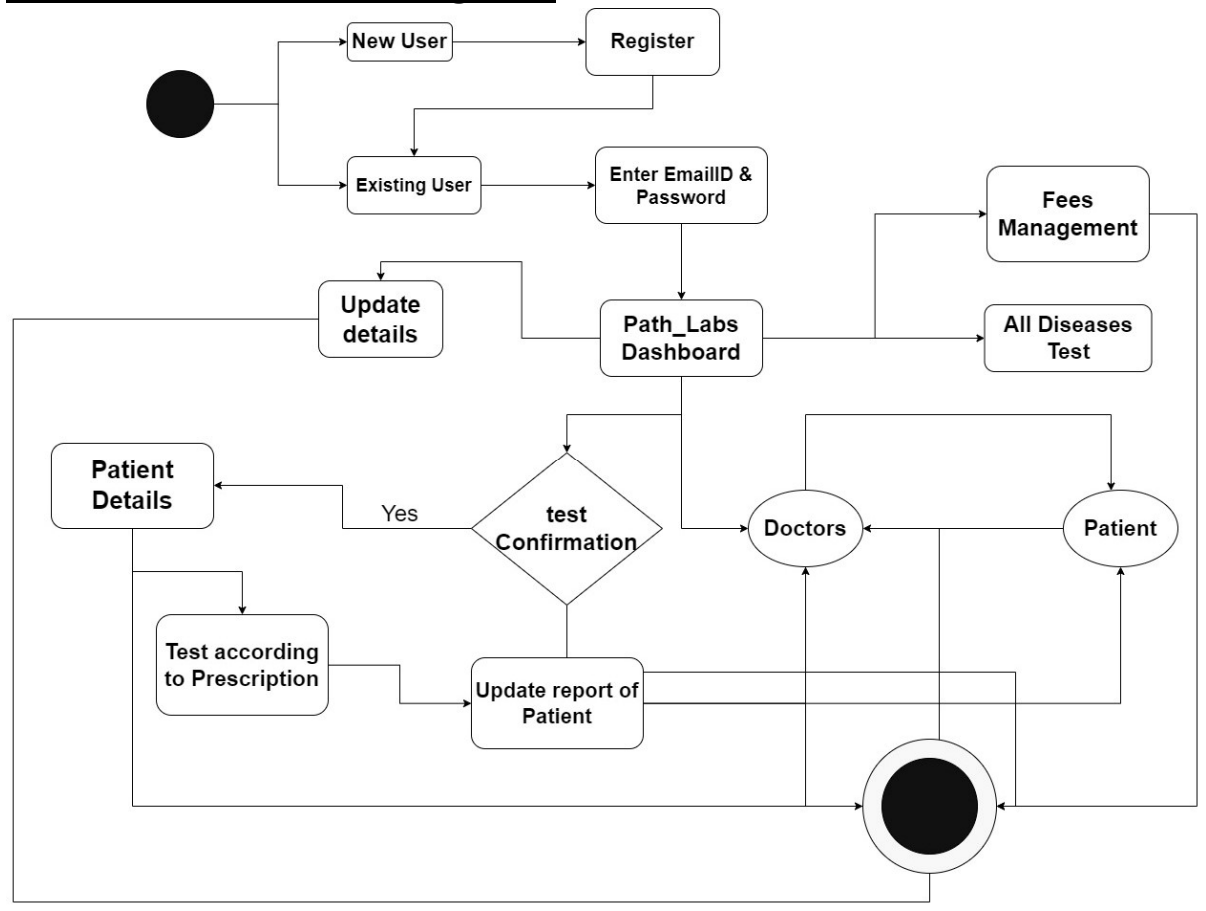 New User
Register
Existing User
Enter EmailID &
Password
Fees
Management
Update
details
Path_Labs
Dashboard
All Diseases
Test
Patient
Details
Yes
test
Confirmation
Doctors
Patient
Test according
to Prescription
Update report of
Patient